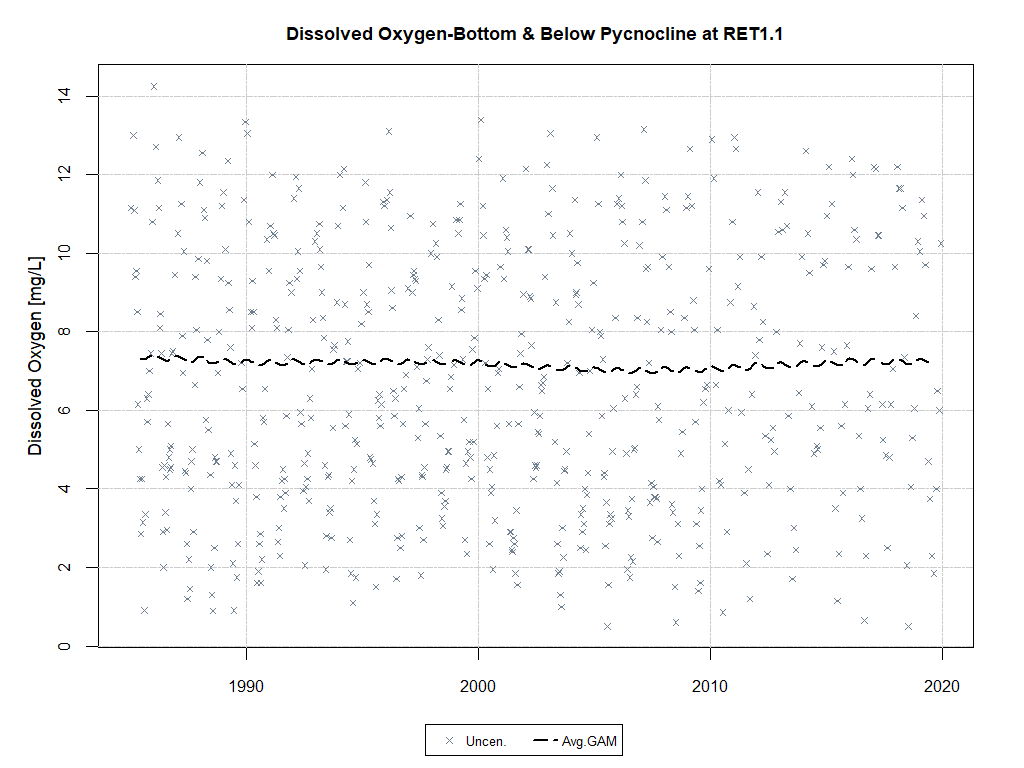 Dissolved Oxygen-Bottom & Below Pycnocline at RET1.1
Dissolved Oxygen [mg/L]
14
12
10
8
6
4
2
0
1990 2000 2010 2020
Uncen. Avg.GAM